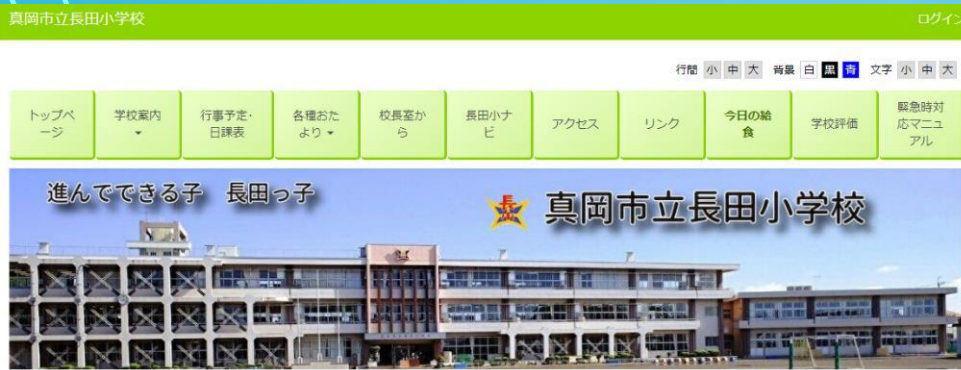 真岡市立長田小学校
ログイン
行間 小 中 大 背景 白 黒 青 文字 小 中 大
トップペ
ージ
学校案内
行事予定・
日課表
各種おた
より
校長室か
ら
長田小ナ
ビ
アクセス
リンク
今日の給
食
学校評価
緊急時対
応マニュ
アル
進んでできる子 長田っ子
真岡市立長田小学校